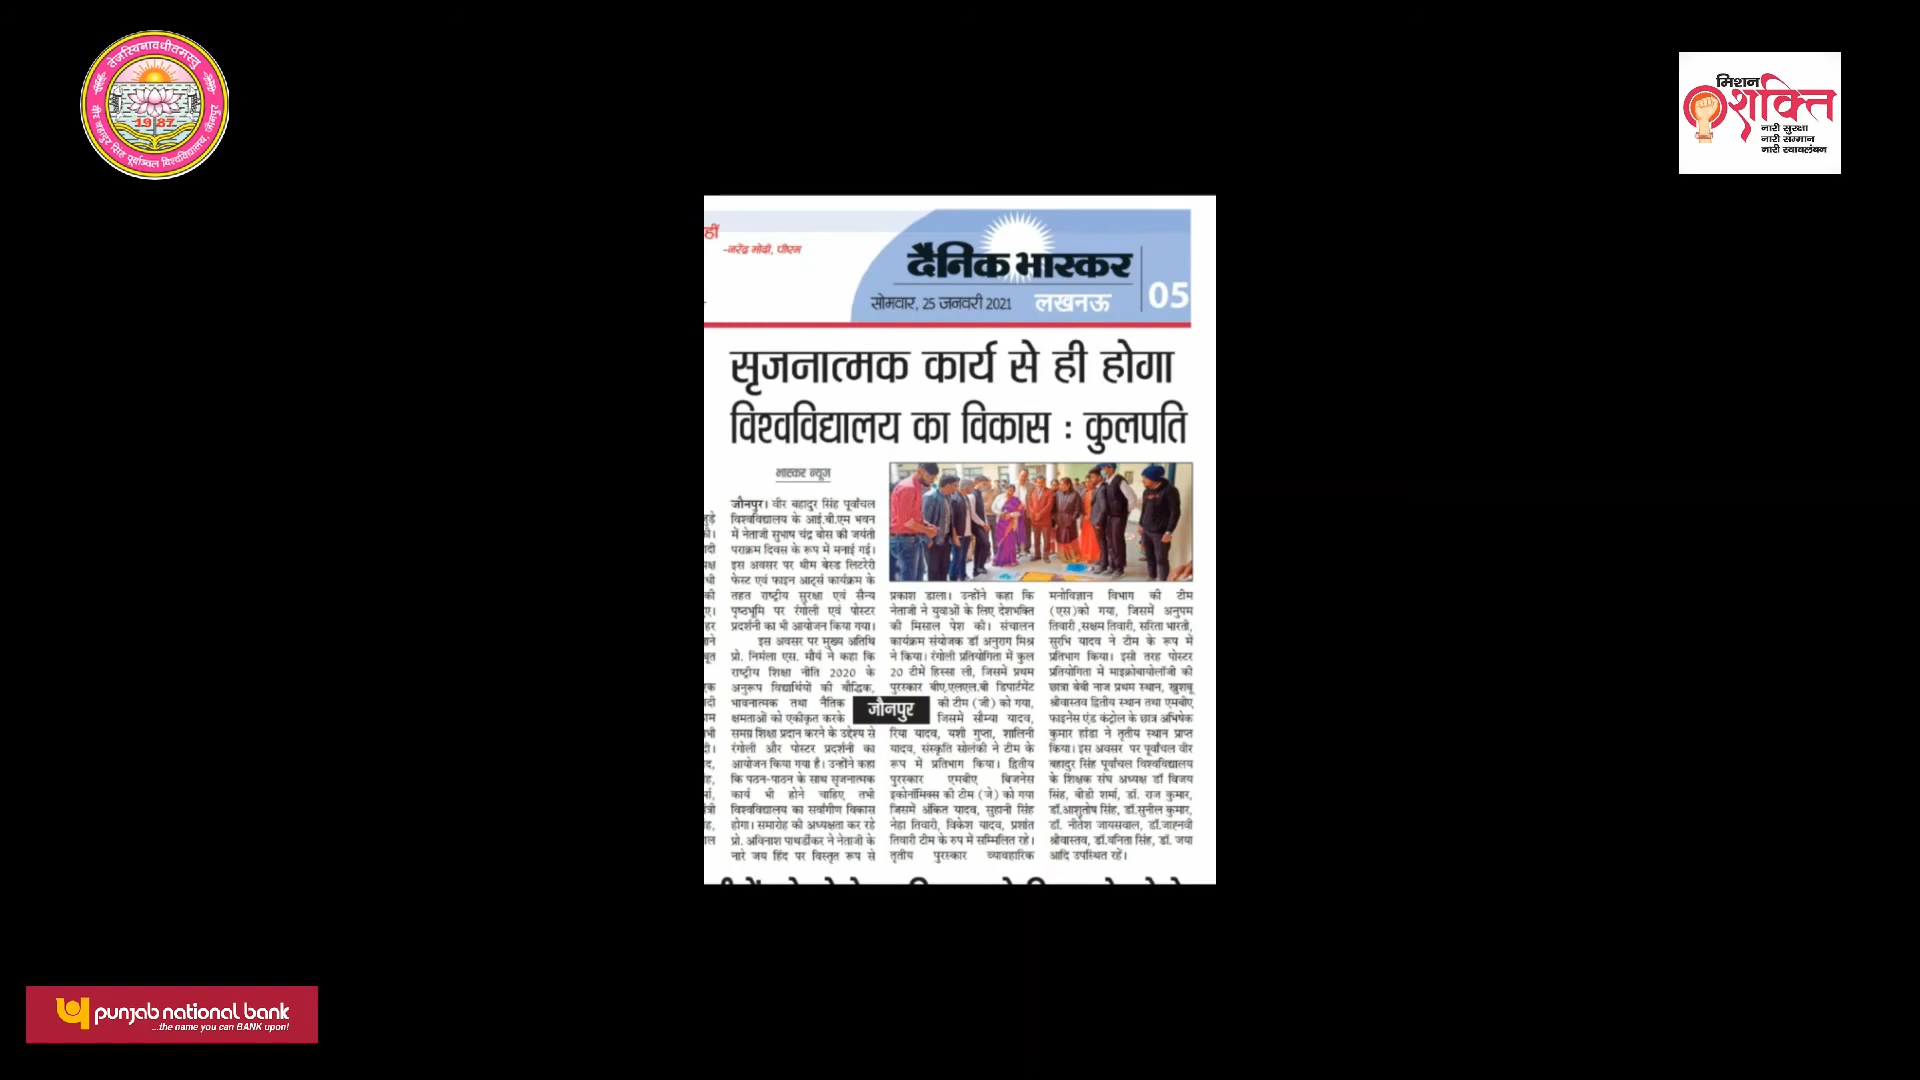 तेजस्विनावधीतमस्तु
1987
वीर बहादुर सिंह पूर्वाञ्चल विश्वविद्यालय, जौनपुर
मिशन
शक्ति
नारी सुरक्षा
नारी सम्मान
नारी स्वावलंबन
हीं
-नरेंद्र मोदी, पीएम
दैनिक भास्कर
सोमवार, 25 जनवरी 2021 लखनऊ 05
सृजनात्मक कार्य से ही होगा
विश्वविद्यालय का विकास : कुलपति
भास्कर न्यूज
जौनपुर। वीर बहादुर सिंह पूर्वांचल
विश्वविद्यालय के आई.बी.एम भवन
में नेताजी सुभाष चंद्र बोस की जयंती
पराक्रम दिवस के रूप में मनाई गई।
इस अवसर पर थीम बेस्ड लिटरेरी
फेस्ट एवं फाइन आर्ट्स कार्यक्रम के
तहत राष्ट्रीय सुरक्षा एवं सैन्य
पृष्ठभूमि पर रंगोली एवं पोस्टर
प्रदर्शनी का भी आयोजन किया गया।
इस अवसर पर मुख्य अतिथि
प्रो. निर्मला एस. मौर्य ने कहा कि
राष्ट्रीय शिक्षा नीति 2020 के
अनुरूप विद्यार्थियों की बौद्धिक,
भावनात्मक तथा नैतिक
क्षमताओं को एकीकृत करके
समग्र शिक्षा प्रदान करने के उद्देश्य से
रंगोली और पोस्टर प्रदर्शनी का
आयोजन किया गया है। उन्होंने कहा
कि पठन-पाठन के साथ सृजनात्मक
कार्य भी होने चाहिए तभी
विश्वविद्यालय का सर्वांगीण विकास
होगा। समारोह की अध्यक्षता कर रहे
प्रो. अविनाश पाथर्डीकर ने नेताजी के
नारे जय हिंद पर विस्तृत रूप से
जौनपुर
प्रकाश डाला। उन्होंने कहा कि
नेताजी ने युवाओं के लिए देशभक्ति
की मिसाल पेश की। संचालन
कार्यक्रम संयोजक डॉ अनुराग मिश्र
ने किया। रंगोली प्रतियोगिता में कुल
20 टीमें हिस्सा ली, जिसमें प्रथम
पुरस्कार बीए.एलएल.बी डिपार्टमेंट
की टीम (जी) को गया,
जिसमें सौम्या यादव,
रिया यादव, यशी गुप्ता, शालिनी
यादव, संस्कृति सोलंकी ने टीम के
रूप में प्रतिभाग किया। द्वितीय
पुरस्कार एमबीए बिजनेस
इकोनॉमिक्स की टीम (जे) को गया
जिसमें अंकित यादव, सुहानी सिंह
नेहा तिवारी, विकेश यादव, प्रशांत
तिवारी टीम के रुप में सम्मिलित रहे।
तृतीय पुरस्कार व्यावहारिक
मनोविज्ञान विभाग की टीम
(एस)को गया, जिसमें अनुपम
तिवारी ,सक्षम तिवारी, सरिता भारती,
सुरभि यादव ने टीम के रूप में
प्रतिभाग किया। इसी तरह पोस्टर
प्रतियोगिता में माइक्रोबायोलॉजी की
छात्रा बेबी नाज प्रथम स्थान, खुशबू
श्रीवास्तव द्वितीय स्थान तथा एमबीए
फाइनेंस एंड कंट्रोल के छात्र अभिषेक
कुमार हांडा ने तृतीय स्थान प्राप्त
किया। इस अवसर पर पूर्वांचल वीर
बहादुर सिंह पूर्वांचल विश्वविद्यालय
के शिक्षक संघ अध्यक्ष डॉ विजय
सिंह, बीडी शर्मा, डॉ. राज कुमार,
डॉ.आशुतोष सिंह, डॉ.सुनील कुमार,
डॉ. नीतेश जायसवाल, डॉ.जाह्नवी
श्रीवास्तव, डॉ.वनिता सिंह, डॉ. जया
आदि उपस्थित रहें।
punjab national bank
...the name you can BANK upon!